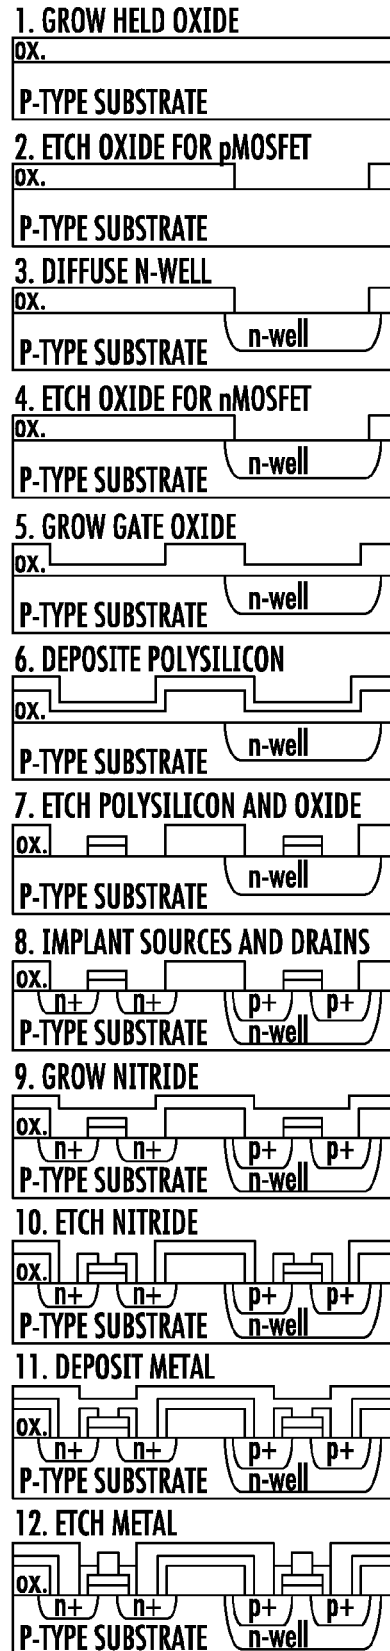 1. GROW HELD OXIDE
OX.
P-TYPE SUBSTRATE
2. ETCH OXIDE FOR pMOSFET
OX.
P-TYPE SUBSTRATE
3. DIFFUSE N-WELL
OX.
n-well
P-TYPE SUBSTRATE
4. ETCH OXIDE FOR nMOSFET
OX.
n-well
P-TYPE SUBSTRATE
5. GROW GATE OXIDE
OX.
n-well
P-TYPE SUBSTRATE
6. DEPOSITE POLYSILICON
OX.
n-well
P-TYPE SUBSTRATE
7. ETCH POLYSILICON AND OXIDE
OX.
n-well
P-TYPE SUBSTRATE
8. IMPLANT SOURCES AND DRAINS
OX.
n+ n+ p+ p+
P-TYPE SUBSTRATE n-well
9. GROW NITRIDE
OX.
n+ n+ p+ p+
P-TYPE SUBSTRATE n-well
10. ETCH NITRIDE
OX.
n+ n+ p+ p+
P-TYPE SUBSTRATE n-well
11. DEPOSIT METAL
OX.
n+ n+ p+ p+
P-TYPE SUBSTRATE n-well
12. ETCH METAL
OX.
n+ n+ p+ p+
P-TYPE SUBSTRATE n-well